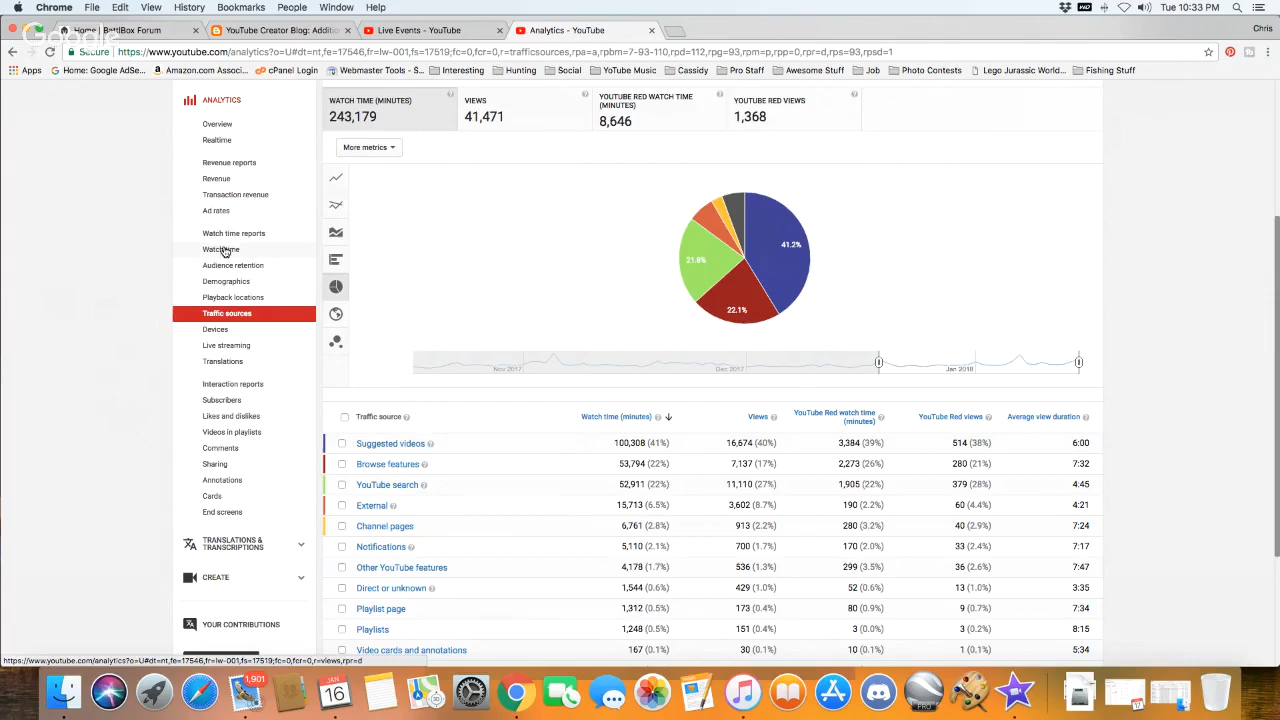 Chrome File Edit View History Bookmarks People Window Help
Tue 10:33 PM
Home | BattlBox Forum
YouTube Creator Blog: Additio
Live Events - YouTube
Analytics - YouTube
Chris
Secure https://www.youtube.com/analytics?o=U#dt=nt,fe=17546,fr=lw-001,fs=17519;fc=0,fcr=0,r=trafficsources,rpa=a,rpbm=7-93-110,rpd=112,rpg=93,rpm=p,rpp=0,rpr=d,rps=93,rpsd=1
Apps Home: Google AdSe... Amazon.com Associ... cPanel Login Webmaster Tools - S... Interesting Hunting Social YoTube Music Cassidy Pro Staff Awesome Stuff Job Photo Contests Lego Jurassic World... Fishing Stuff
ANALYTICS
Overview
Realtime
Revenue reports
Revenue
Transaction revenue
Ad rates
Watch time reports
Watch time
Audience retention
Demographics
Playback locations
Traffic sources
Devices
Live streaming
Translations
Interaction reports
Subscribers
Likes and dislikes
Videos in playlists
Comments
Sharing
Annotations
Cards
End screens
TRANSLATIONS &
TRANSCRIPTIONS
CREATE
YOUR CONTRIBUTIONS
WATCH TIME (MINUTES)
243,179
VIEWS
41,471
YOUTUBE RED WATCH TIME
(MINUTES)
8,646
YOUTUBE RED VIEWS
1,368
More metrics
41.2%
21.8%
22.1%
Nov 2017 Dec 2017 Jan 2018
Traffic source Watch time (minutes) Views YouTube Red watch time (minutes) YouTube Red views Average view duration
Suggested videos 100,308 (41%) 16,674 (40%) 3,384 (39%) 514 (38%) 6:00
Browse features 53,794 (22%) 7,137 (17%) 2,273 (26%) 280 (21%) 7:32
YouTube search 52,911 (22%) 11,110 (27%) 1,905 (22%) 379 (28%) 4:45
External 15,713 (6.5%) 3,602 (8.7%) 190 (2.2%) 60 (4.4%) 4:21
Channel pages 6,761 (2.8%) 913 (2.2%) 280 (3.2%) 40 (2.9%) 7:24
Notifications 5,110 (2.1%) 700 (1.7%) 170 (2.0%) 33 (2.4%) 7:17
Other YouTube features 4,178 (1.7%) 536 (1.3%) 299 (3.5%) 36 (2.6%) 7:47
Direct or unknown 1,544 (0.6%) 429 (1.0%) 52 (0.6%) 13 (1.0%) 3:35
Playlist page 1,312 (0.5%) 173 (0.4%) 80 (0.9%) 9 (0.7%) 7:34
Playlists 1,248 (0.5%) 151 (0.4%) 3 (0.0%) 3 (0.2%) 8:15
Video cards and annotations 167 (0.1%) 30 (0.1%) 10 (0.1%) 1 (0.1%) 5:34
https://www.youtube.com/analytics?o=U#dt=nt,fe=17546,fr=lw-001,fs=17519;fc=0,fcr=0,r=views,rpr=d
1,901
JAN
16
PRO